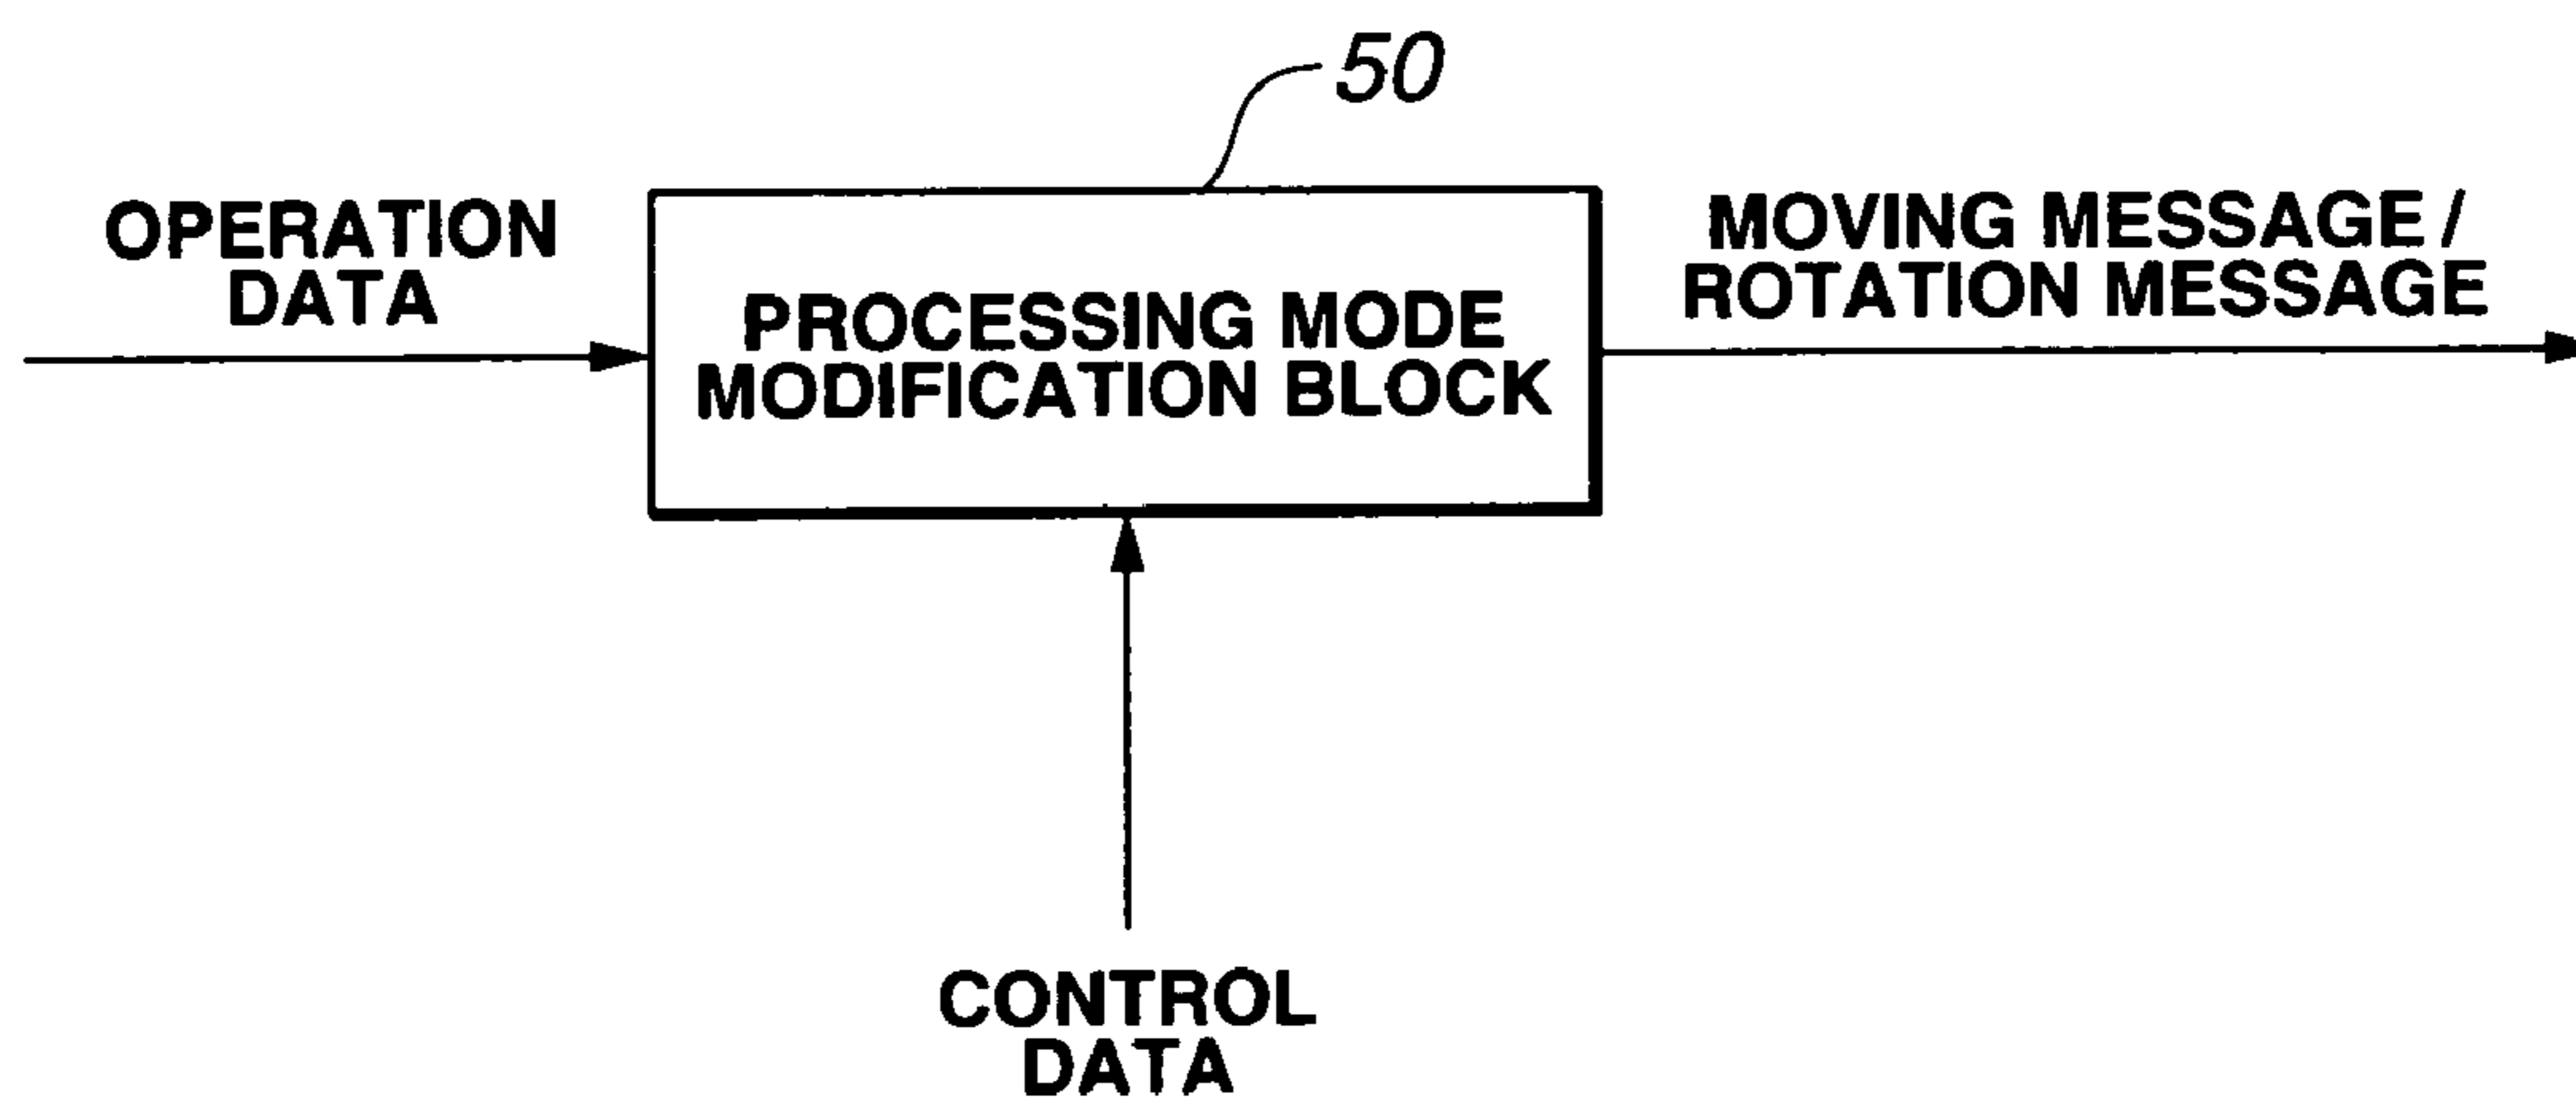 50
OPERATION
DATA
PROCESSING MODE
MODIFICATION BLOCK
MOVING MESSAGE /
ROTATION MESSAGE
CONTROL
DATA